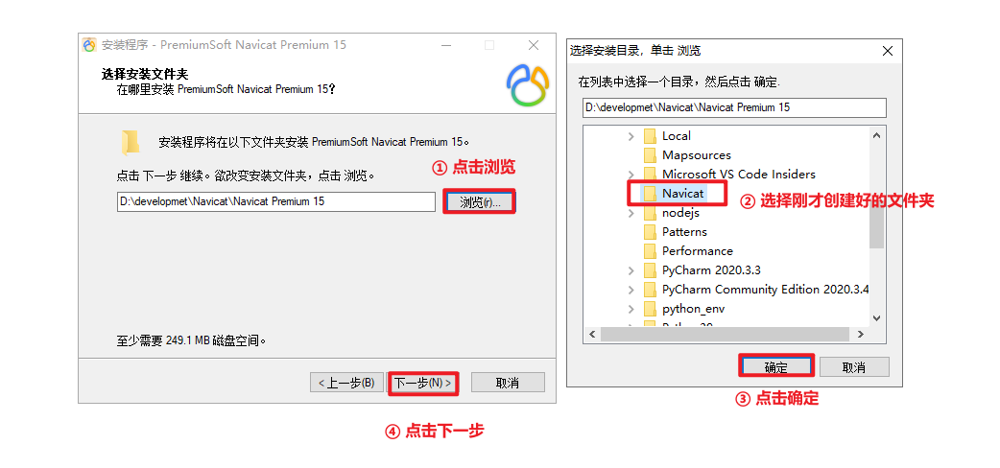 安装程序 - PremiumSoft Navicat Premium 15
选择安装文件夹
在哪里安装 PremiumSoft Navicat Premium 15?
安装程序将在以下文件夹安装 PremiumSoft Navicat Premium 15。
① 点击浏览
点击 下一步 继续。欲改变安装文件夹，点击 浏览。
D:\developmet\Navicat\Navicat Premium 15
浏览(r)...
至少需要 249.1 MB 磁盘空间。
< 上一步(B)
下一步(N) >
取消
④ 点击下一步
选择安装目录，单击 浏览
在列表中选择一个目录，然后点击 确定.
D:\developmet\Navicat\Navicat Premium 15
Local
Mapsources
Microsoft VS Code Insiders
Navicat
② 选择刚才创建好的文件夹
nodejs
Patterns
Performance
PyCharm 2020.3.3
PyCharm Community Edition 2020.3.4
python_env
确定
取消
③ 点击确定